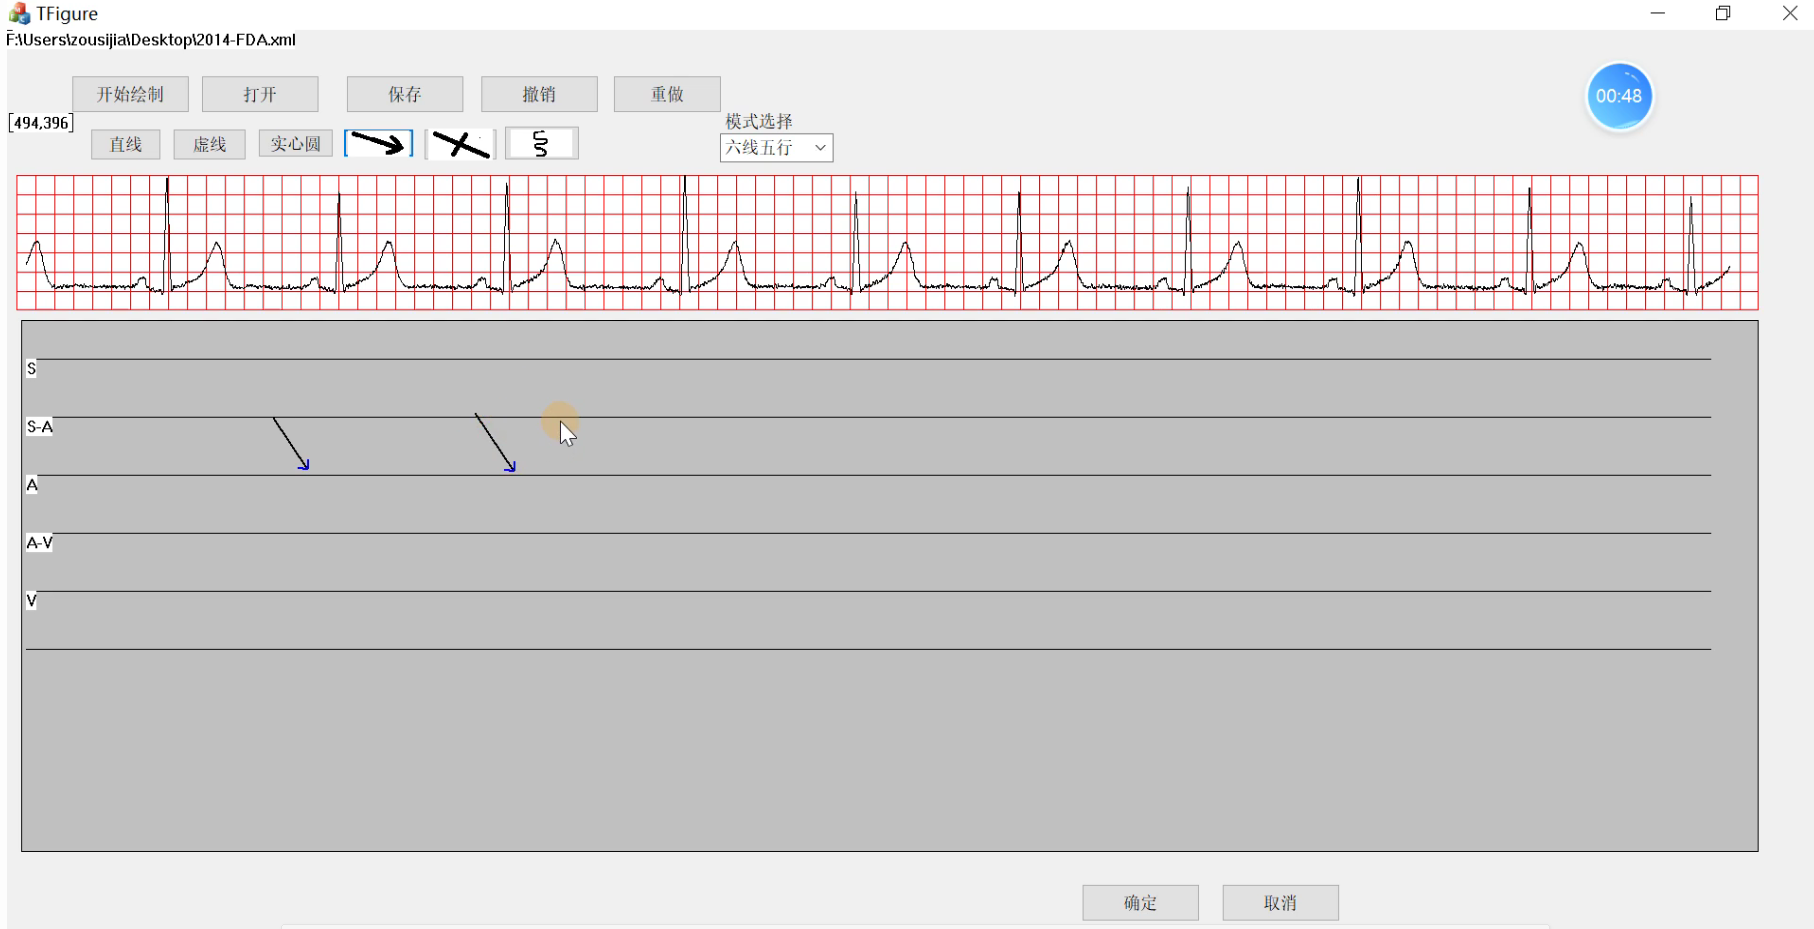 TFigure
F:\Users\zousijia\Desktop\2014-FDA.xml
开始绘制 打开 保存 撤销 重做
00:48
[494,396]
模式选择
直线 虚线 实心圆
六线五行
S
S-A
A
A-V
V
确定 取消